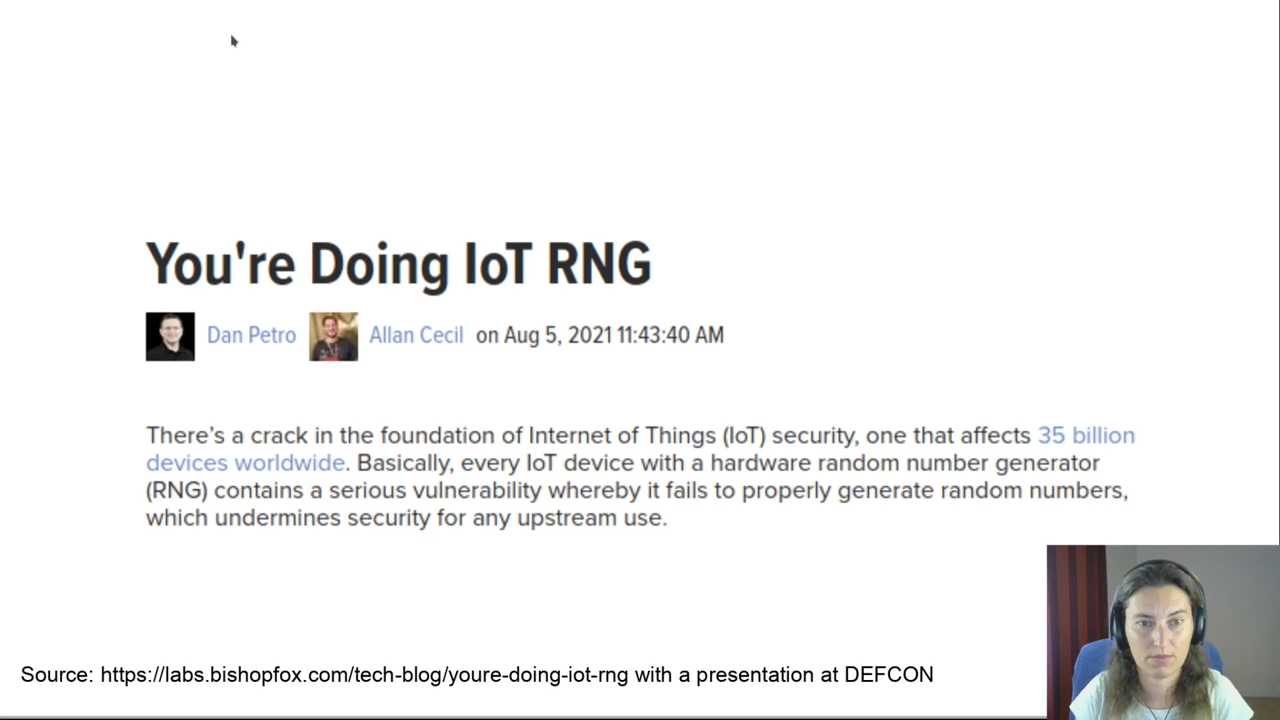 You're Doing IoT RNG
Dan Petro Allan Cecil on Aug 5, 2021 11:43:40 AM
There's a crack in the foundation of Internet of Things (IoT) security, one that affects 35 billion
devices worldwide. Basically, every IoT device with a hardware random number generator
(RNG) contains a serious vulnerability whereby it fails to properly generate random numbers,
which undermines security for any upstream use.
Source: https://labs.bishopfox.com/tech-blog/youre-doing-iot-rng with a presentation at DEFCON